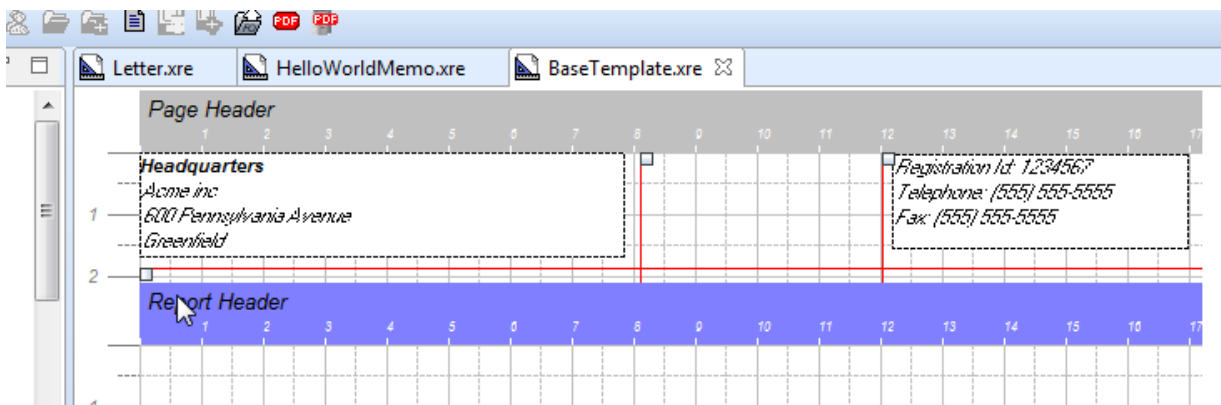 PDF PDF
Letter.xre HelloWorldMemo.xre BaseTemplate.xre
Page Header
1 2 3 4 5 6 7 8 9 10 11 12 13 14 15 16 17
Headquarters
Acme inc
600 Pennsylvania Avenue
Greenfield
Registration Id: 1234567
Telephone: (555) 555-5555
Fax: (555) 555-5555
1
2
Report Header
1 2 3 4 5 6 7 8 9 10 11 12 13 14 15 16 17